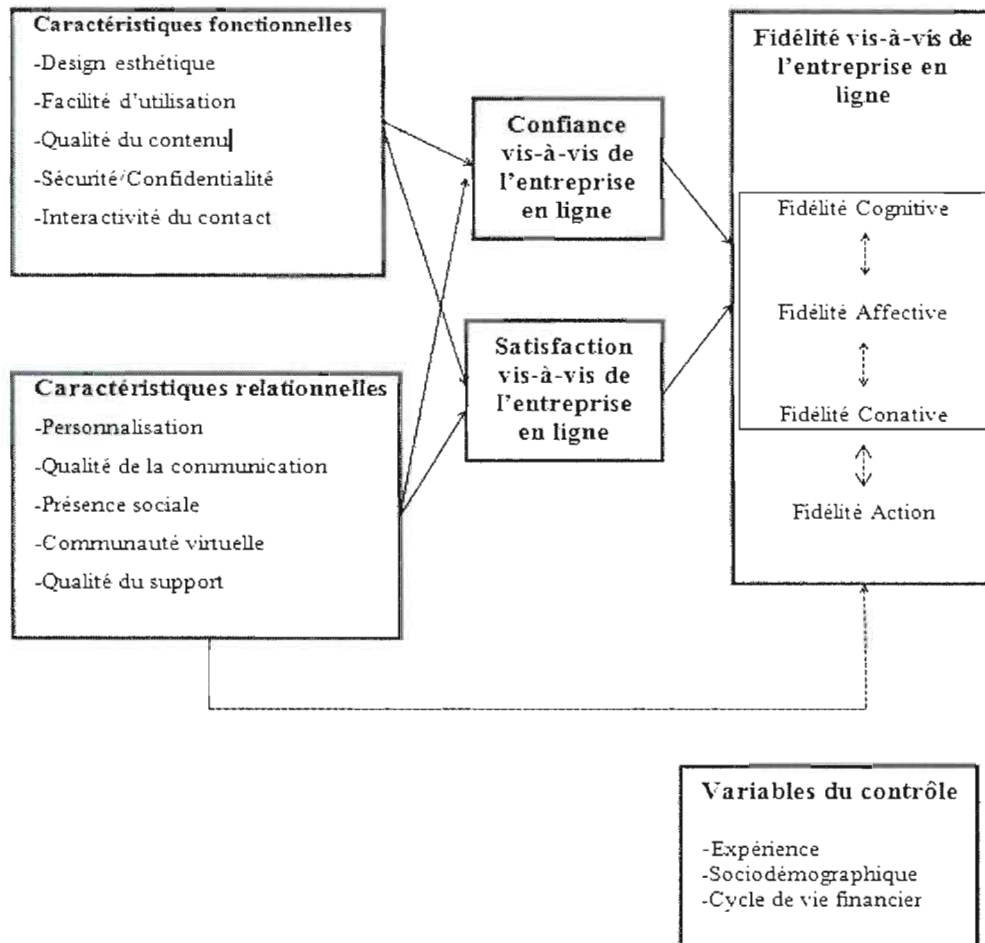 Caractéristiques fonctionnelles
-Design esthétique
-Facilité d'utilisation
-Qualité du contenu
-Sécurité/Confidentialité
-Interactivité du contact
Caractéristiques relationnelles
-Personnalisation
-Qualité de la communication
-Présence sociale
-Communauté virtuelle
-Qualité du support
Confiance
vis-à-vis de
l'entreprise
en ligne
Satisfaction
vis-à-vis de
l'entreprise
en ligne
Fidélité vis-à-vis de
l'entreprise en
ligne
Fidélité Cognitive
Fidélité Affective
Fidélité Conative
Fidélité Action
Variables du contrôle
-Expérience
-Sociodémographique
-Cycle de vie financier